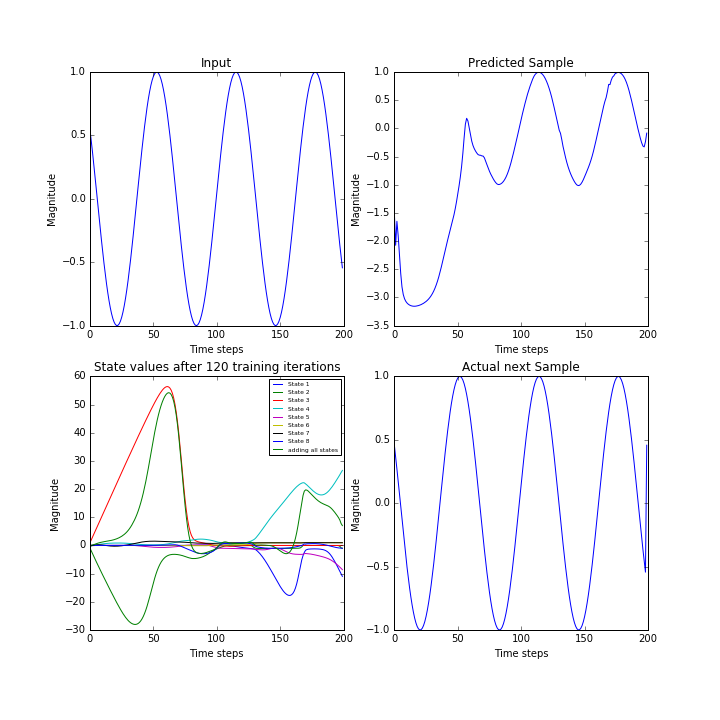 Input
1.0
0.5
0.0
−0.5
−1.0
Magnitude
0 50 100 150 200
Time steps
Predicted Sample
1.0
0.5
0.0
−0.5
−1.0
−1.5
−2.0
−2.5
−3.0
−3.5
Magnitude
0 50 100 150 200
Time steps
State values after 120 training iterations
60
50
40
30
20
10
0
−10
−20
−30
Magnitude
State 1
State 2
State 3
State 4
State 5
State 6
State 7
State 8
adding all states
0 50 100 150 200
Time steps
Actual next Sample
1.0
0.5
0.0
−0.5
−1.0
Magnitude
0 50 100 150 200
Time steps